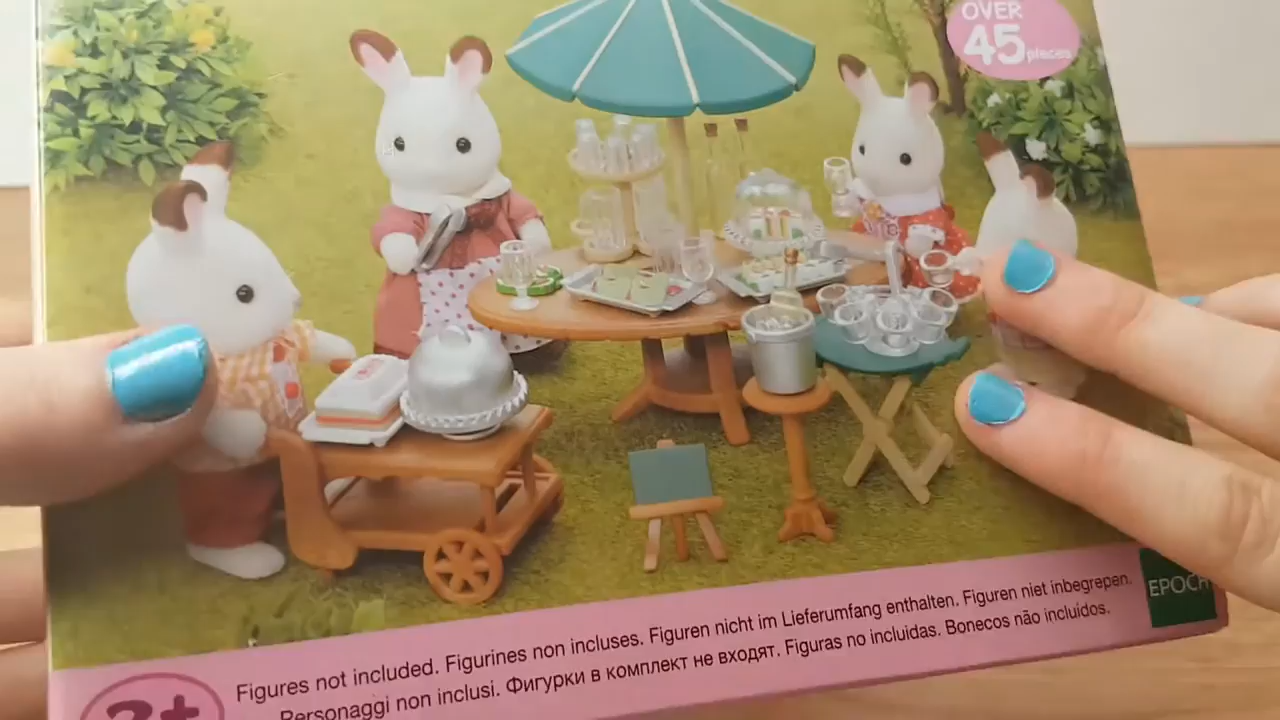 OVER
45 pieces
EPOCH
Figures not included. Figurines non incluses. Figuren nicht im Lieferumfang enthalten. Figuren niet inbegrepen.
Personaggi non inclusi. Фигурки в комплект не входят. Figuras no incluidas. Bonecos não incluídos.
3+